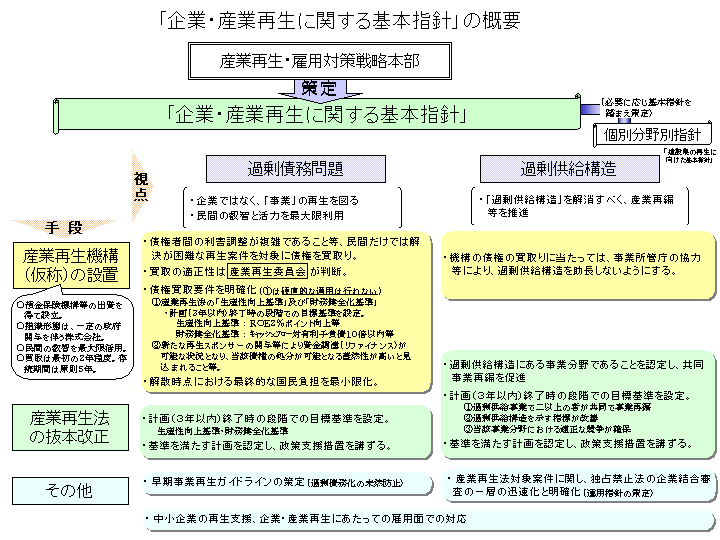 「企業・産業再生に関する基本指針」の概要
産業再生・雇用対策戦略本部
策定
「企業・産業再生に関する基本指針」
(必要に応じ基本指針を
踏まえ策定)
個別分野別指針
「建設業の再生に
向けた基本指針」
視点
手 段
過剰債務問題
・企業ではなく、「事業」の再生を図る
・民間の叡智と活力を最大限利用
過剰供給構造
・「過剰供給構造」を解消すべく、産業再編
等を推進
産業再生機構
(仮称)の設置
○預金保険機構等の出資を
得て設立。
○組織形態は、一定の政府
関与を伴う株式会社。
○民間の叡智を最大限活用。
○買取は最初の2年程度。存
続期間は原則5年。
・債権者間の利害調整が複雑であること等、民間だけでは解
決が困難な再生案件を対象に債権を買取り。
・買取の適正性は産業再生委員会が判断。
・債権買取要件を明確化(①は硬直的な適用は行わない)
①産業再生法の「生産性向上基準」及び「財務健全化基準」
・計画(3年以内)終了時の段階での目標基準を設定。
生産性向上基準:ROE2%ポイント向上等
財務健全化基準:キャッシュフロー対有利子負債10倍以内等
②新たな再生スポンサーの関与等により資金調達(リファイナンス)が
可能な状況となり、当該債権の処分が可能となる蓋然性が高いと見
込まれること等。
・解散時点における最終的な国民負担を最小限化。
・機構の債権の買取りに当たっては、事業所管庁の協力
等により、過剰供給構造を助長しないようにする。
産業再生法
の抜本改正
・計画(3年以内)終了時の段階での目標基準を設定。
生産性向上基準・財務健全化基準
・基準を満たす計画を認定し、政策支援措置を講ずる。
・過剰供給構造にある事業分野であることを認定し、共同
事業再編を促進
・計画(3年以内)終了時の段階での目標基準を設定。
①過剰供給事業で二以上の者が共同で事業再編
②過剰供給構造を示す指標が改善
③当該事業分野における適正な競争が確保
・基準を満たす計画を認定し、政策支援措置を講ずる。
その他
・早期事業再生ガイドラインの策定(過剰債務化の未然防止)
・産業再生法対象案件に関し、独占禁止法の企業結合審
査の一層の迅速化と明確化(運用指針の策定)
・中小企業の再生支援、企業・産業再生にあたっての雇用面での対応